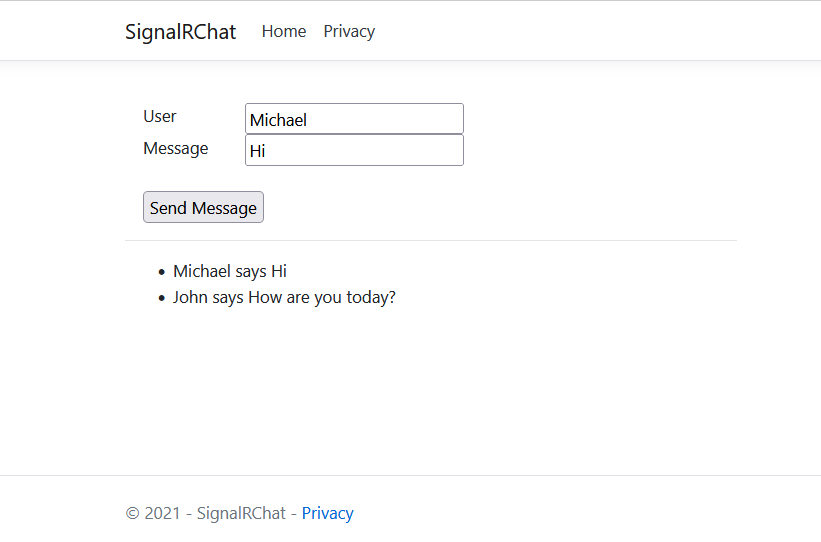 SignalRChat Home Privacy
User Michael
Message Hi
Send Message
• Michael says Hi
• John says How are you today?
© 2021 - SignalRChat - Privacy